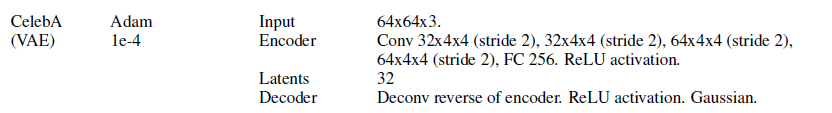 CelebA Adam Input 64x64x3.
(VAE) 1e-4 Encoder Conv 32x4x4 (stride 2), 32x4x4 (stride 2), 64x4x4 (stride 2),
64x4x4 (stride 2), FC 256. ReLU activation.
Latents 32
Decoder Deconv reverse of encoder. ReLU activation. Gaussian.